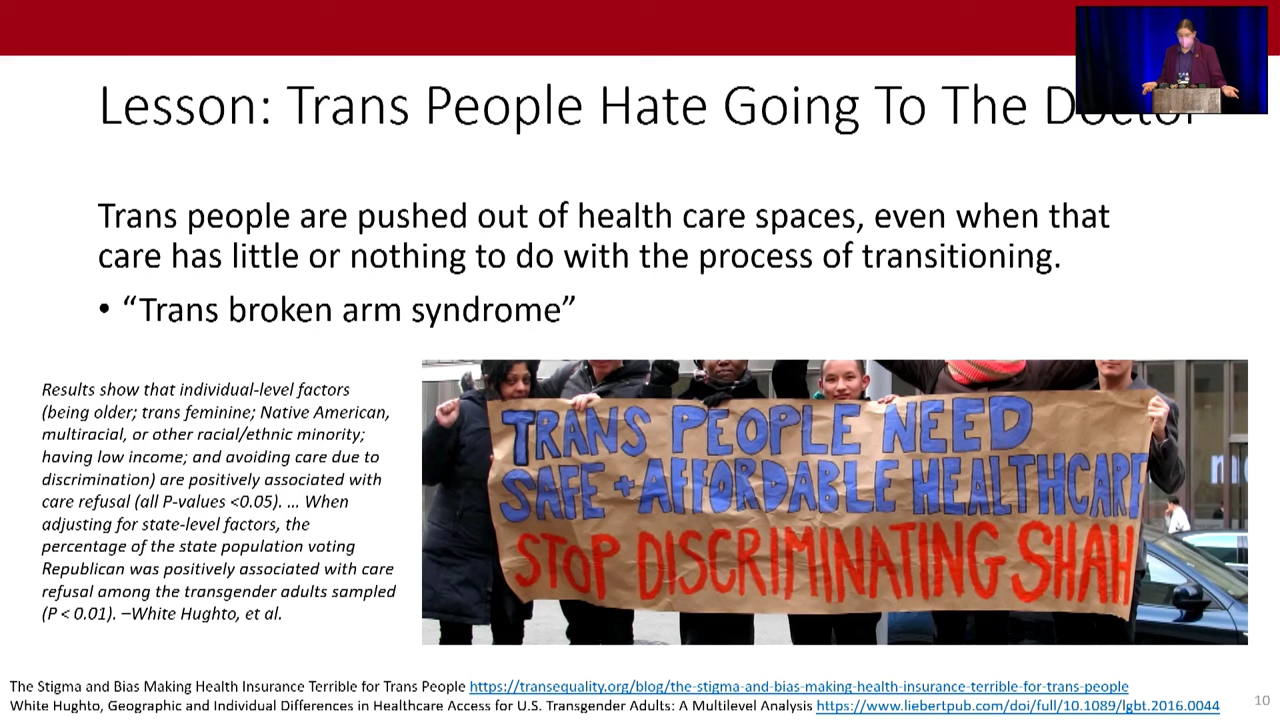 Lesson: Trans People Hate Going To The Doctor
Trans people are pushed out of health care spaces, even when that
care has little or nothing to do with the process of transitioning.
• “Trans broken arm syndrome”
Results show that individual-level factors
(being older; trans feminine; Native American,
multiracial, or other racial/ethnic minority;
having low income; and avoiding care due to
discrimination) are positively associated with
care refusal (all P-values <0.05). … When
adjusting for state-level factors, the
percentage of the state population voting
Republican was positively associated with care
refusal among the transgender adults sampled
(P < 0.01). –White Hughto, et al.
TRANS PEOPLE NEED
SAFE + AFFORDABLE HEALTHCARE
STOP DISCRIMINATING SHAH
The Stigma and Bias Making Health Insurance Terrible for Trans People https://transequality.org/blog/the-stigma-and-bias-making-health-insurance-terrible-for-trans-people
White Hughto, Geographic and Individual Differences in Healthcare Access for U.S. Transgender Adults: A Multilevel Analysis https://www.liebertpub.com/doi/full/10.1089/lgbt.2016.0044
10